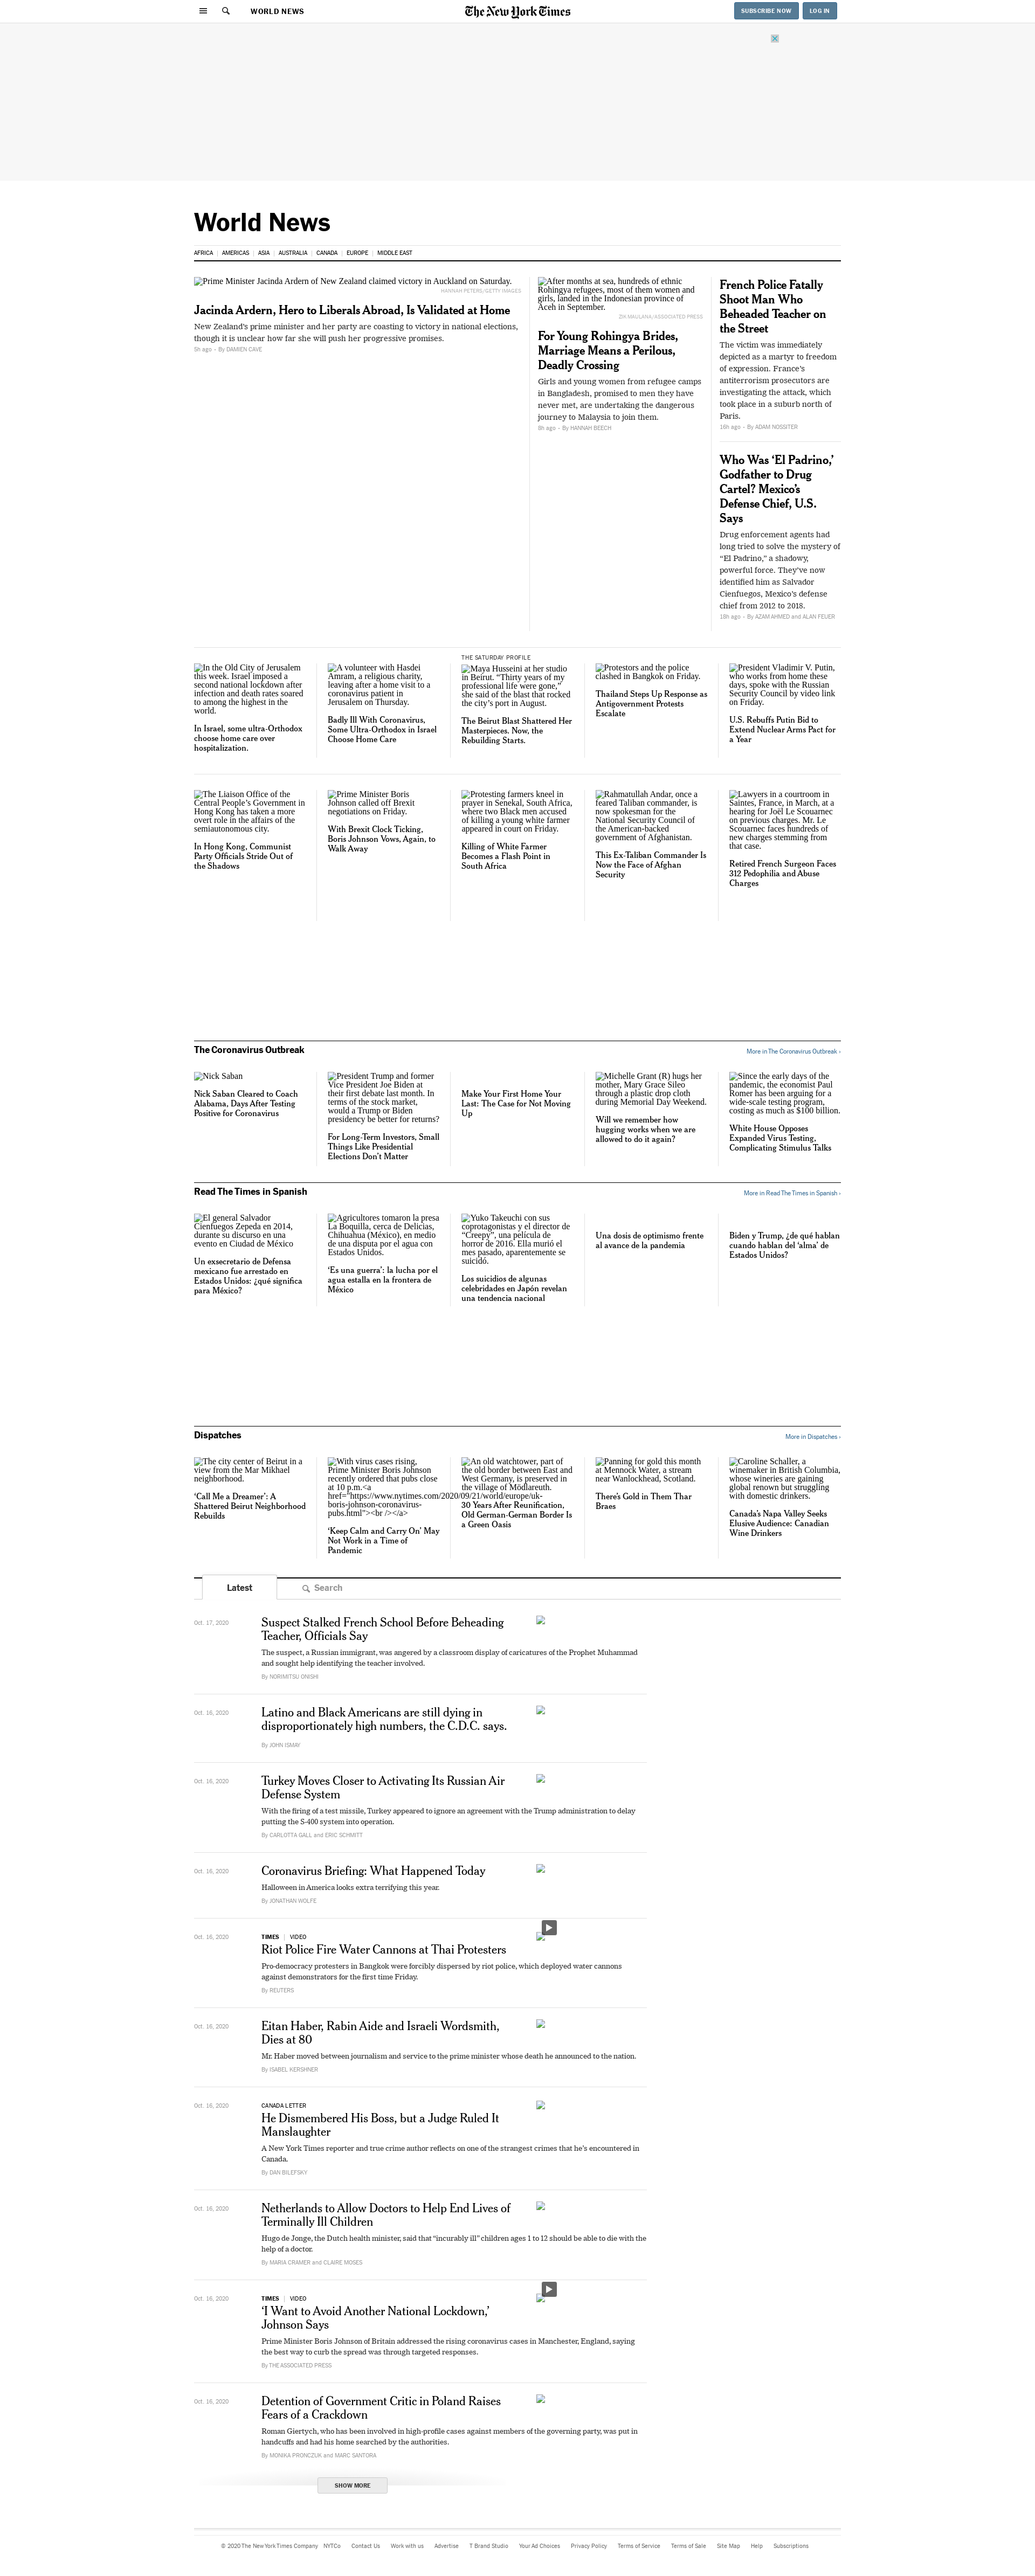 WORLD NEWS
The New York Times
SUBSCRIBE NOW
LOG IN
World News
AFRICA
AMERICAS
ASIA
AUSTRALIA
CANADA
EUROPE
MIDDLE EAST
Prime Minister Jacinda Ardern of New Zealand claimed victory in Auckland on Saturday.
HANNAH PETERS/GETTY IMAGES
Jacinda Ardern, Hero to Liberals Abroad, Is Validated at Home
New Zealand's prime minister and her party are coasting to victory in national elections,
though it is unclear how far she will push her progressive promises.
5h ago - By DAMIEN CAVE
After months at sea, hundreds of ethnic
Rohingya refugees, most of them women and
girls, landed in the Indonesian province of
Aceh in September.
ZIK MAULANA/ASSOCIATED PRESS
For Young Rohingya Brides,
Marriage Means a Perilous,
Deadly Crossing
Girls and young women from refugee camps
in Bangladesh, promised to men they have
never met, are undertaking the dangerous
journey to Malaysia to join them.
8h ago - By HANNAH BEECH
French Police Fatally
Shoot Man Who
Beheaded Teacher on
the Street
The victim was immediately
depicted as a martyr to freedom
of expression. France's
antiterrorism prosecutors are
investigating the attack, which
took place in a suburb north of
Paris.
16h ago - By ADAM NOSSITER
Who Was ‘El Padrino,’
Godfather to Drug
Cartel? Mexico’s
Defense Chief, U.S.
Says
Drug enforcement agents had
long tried to solve the mystery of
“El Padrino,” a shadowy,
powerful force. They’ve now
identified him as Salvador
Cienfuegos, Mexico’s defense
chief from 2012 to 2018.
18h ago - By AZAM AHMED and ALAN FEUER
In the Old City of Jerusalem
this week. Israel imposed a
second national lockdown after
infection and death rates soared
to among the highest in the
world.
In Israel, some ultra-Orthodox
choose home care over
hospitalization.
A volunteer with Hasdei
Amram, a religious charity,
leaving after a home visit to a
coronavirus patient in
Jerusalem on Thursday.
Badly Ill With Coronavirus,
Some Ultra-Orthodox in Israel
Choose Home Care
THE SATURDAY PROFILE
Maya Husseini at her studio
in Beirut. “Thirty years of my
professional life were gone,”
she said of the blast that rocked
the city’s port in August.
The Beirut Blast Shattered Her
Masterpieces. Now, the
Rebuilding Starts.
Protestors and the police
clashed in Bangkok on Friday.
Thailand Steps Up Response as
Antigovernment Protests
Escalate
President Vladimir V. Putin,
who works from home these
days, spoke with the Russian
Security Council by video link
on Friday.
U.S. Rebuffs Putin Bid to
Extend Nuclear Arms Pact for
a Year
The Liaison Office of the
Central People’s Government in
Hong Kong has taken a more
overt role in the affairs of the
semiautonomous city.
In Hong Kong, Communist
Party Officials Stride Out of
the Shadows
Prime Minister Boris
Johnson called off Brexit
negotiations on Friday.
With Brexit Clock Ticking,
Boris Johnson Vows, Again, to
Walk Away
Protesting farmers kneel in
prayer in Senekal, South Africa,
where two Black men accused
of killing a young white farmer
appeared in court on Friday.
Killing of White Farmer
Becomes a Flash Point in
South Africa
Rahmatullah Andar, once a
feared Taliban commander, is
now spokesman for the
National Security Council of
the American-backed
government of Afghanistan.
This Ex-Taliban Commander Is
Now the Face of Afghan
Security
Lawyers in a courtroom in
Saintes, France, in March, at a
hearing for Joël Le Scouarnec
on previous charges. Mr. Le
Scouarnec faces hundreds of
new charges stemming from
that case.
Retired French Surgeon Faces
312 Pedophilia and Abuse
Charges
The Coronavirus Outbreak
More in The Coronavirus Outbreak ›
Nick Saban
Nick Saban Cleared to Coach
Alabama, Days After Testing
Positive for Coronavirus
President Trump and former
Vice President Joe Biden at
their first debate last month. In
terms of the stock market,
would a Trump or Biden
presidency be better for returns?
For Long-Term Investors, Small
Things Like Presidential
Elections Don’t Matter
Make Your First Home Your
Last: The Case for Not Moving
Up
Michelle Grant (R) hugs her
mother, Mary Grace Sileo
through a plastic drop cloth
during Memorial Day Weekend.
Will we remember how
hugging works when we are
allowed to do it again?
Since the early days of the
pandemic, the economist Paul
Romer has been arguing for a
wide-scale testing program,
costing as much as $100 billion.
White House Opposes
Expanded Virus Testing,
Complicating Stimulus Talks
Read The Times in Spanish
More in Read The Times in Spanish ›
El general Salvador
Cienfuegos Zepeda en 2014,
durante su discurso en una
evento en Ciudad de México
Un exsecretario de Defensa
mexicano fue arrestado en
Estados Unidos: ¿qué significa
para México?
Agricultores tomaron la presa
La Boquilla, cerca de Delicias,
Chihuahua (México), en medio
de una disputa por el agua con
Estados Unidos.
‘Es una guerra’: la lucha por el
agua estalla en la frontera de
México
Yuko Takeuchi con sus
coprotagonistas y el director de
“Creepy”, una película de
horror de 2016. Ella murió el
mes pasado, aparentemente se
suicidó.
Los suicidios de algunas
celebridades en Japón revelan
una tendencia nacional
Una dosis de optimismo frente
al avance de la pandemia
Biden y Trump, ¿de qué hablan
cuando hablan del ‘alma’ de
Estados Unidos?
Dispatches
More in Dispatches ›
The city center of Beirut in a
view from the Mar Mikhael
neighborhood.
‘Call Me a Dreamer’: A
Shattered Beirut Neighborhood
Rebuilds
With virus cases rising,
Prime Minister Boris Johnson
recently ordered that pubs close
at 10 p.m.<a
href="https://www.nytimes.com/2020/09/21/world/europe/uk-
boris-johnson-coronavirus-
pubs.html"><br /></a>
‘Keep Calm and Carry On’ May
Not Work in a Time of
Pandemic
An old watchtower, part of
the old border between East and
West Germany, is preserved in
the village of Mödlareuth.
30 Years After Reunification,
Old German-German Border Is
a Green Oasis
Panning for gold this month
at Mennock Water, a stream
near Wanlockhead, Scotland.
There’s Gold in Them Thar
Braes
Caroline Schaller, a
winemaker in British Columbia,
whose wineries are gaining
global renown but struggling
with domestic drinkers.
Canada’s Napa Valley Seeks
Elusive Audience: Canadian
Wine Drinkers
Latest
Search
Oct. 17, 2020
Suspect Stalked French School Before Beheading
Teacher, Officials Say
The suspect, a Russian immigrant, was angered by a classroom display of caricatures of the Prophet Muhammad
and sought help identifying the teacher involved.
By NORIMITSU ONISHI
Oct. 16, 2020
Latino and Black Americans are still dying in
disproportionately high numbers, the C.D.C. says.
By JOHN ISMAY
Oct. 16, 2020
Turkey Moves Closer to Activating Its Russian Air
Defense System
With the firing of a test missile, Turkey appeared to ignore an agreement with the Trump administration to delay
putting the S-400 system into operation.
By CARLOTTA GALL and ERIC SCHMITT
Oct. 16, 2020
Coronavirus Briefing: What Happened Today
Halloween in America looks extra terrifying this year.
By JONATHAN WOLFE
Oct. 16, 2020
TIMES | VIDEO
Riot Police Fire Water Cannons at Thai Protesters
Pro-democracy protesters in Bangkok were forcibly dispersed by riot police, which deployed water cannons
against demonstrators for the first time Friday.
By REUTERS
Oct. 16, 2020
Eitan Haber, Rabin Aide and Israeli Wordsmith,
Dies at 80
Mr. Haber moved between journalism and service to the prime minister whose death he announced to the nation.
By ISABEL KERSHNER
Oct. 16, 2020
CANADA LETTER
He Dismembered His Boss, but a Judge Ruled It
Manslaughter
A New York Times reporter and true crime author reflects on one of the strangest crimes that he’s encountered in
Canada.
By DAN BILEFSKY
Oct. 16, 2020
Netherlands to Allow Doctors to Help End Lives of
Terminally Ill Children
Hugo de Jonge, the Dutch health minister, said that “incurably ill” children ages 1 to 12 should be able to die with the
help of a doctor.
By MARIA CRAMER and CLAIRE MOSES
Oct. 16, 2020
TIMES | VIDEO
‘I Want to Avoid Another National Lockdown,’
Johnson Says
Prime Minister Boris Johnson of Britain addressed the rising coronavirus cases in Manchester, England, saying
the best way to curb the spread was through targeted responses.
By THE ASSOCIATED PRESS
Oct. 16, 2020
Detention of Government Critic in Poland Raises
Fears of a Crackdown
Roman Giertych, who has been involved in high-profile cases against members of the governing party, was put in
handcuffs and had his home searched by the authorities.
By MONIKA PRONCZUK and MARC SANTORA
SHOW MORE
© 2020 The New York Times Company
NYTCo
Contact Us
Work with us
Advertise
T Brand Studio
Your Ad Choices
Privacy Policy
Terms of Service
Terms of Sale
Site Map
Help
Subscriptions